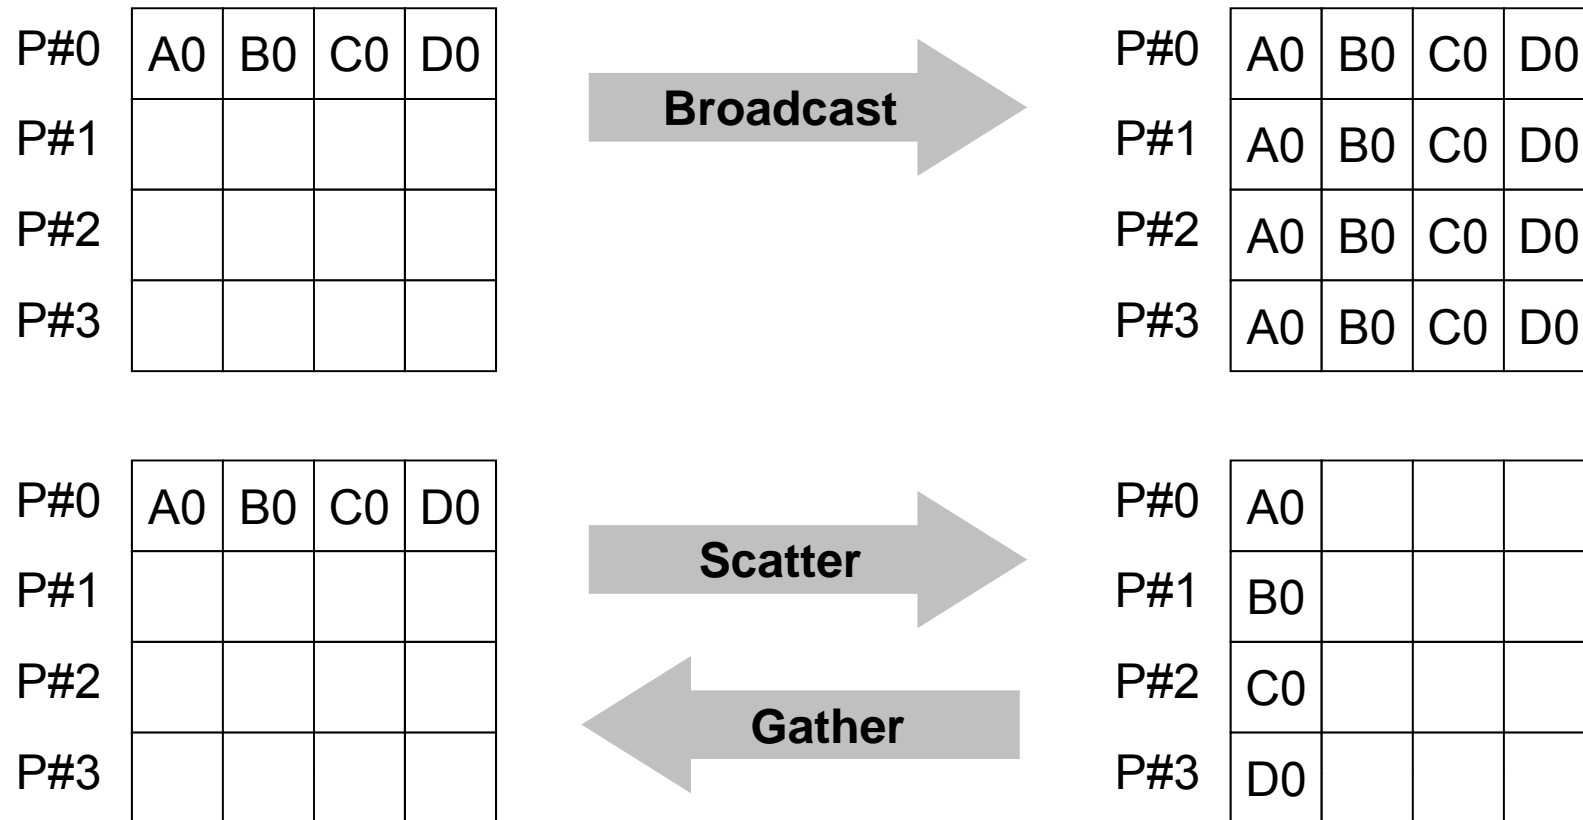 P#0 A0 B0 C0 D0 Broadcast P#0 A0 B0 C0 D0
P#1 P#1 A0 B0 C0 D0
P#2 P#2 A0 B0 C0 D0
P#3 P#3 A0 B0 C0 D0
P#0 A0 B0 C0 D0 Scatter P#0 A0
P#1 P#1 B0
P#2 Gather P#2 C0
P#3 P#3 D0